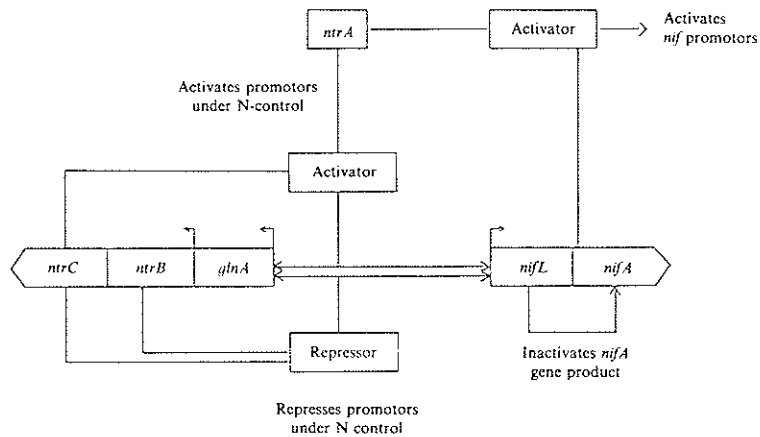 ntrA
Activator
Activates
nif promotors
Activates promotors
under N-control
Activator
ntrC
ntrB
glnA
nifL
nifA
Repressor
Inactivates nifA
gene product
Represses promotors
under N control